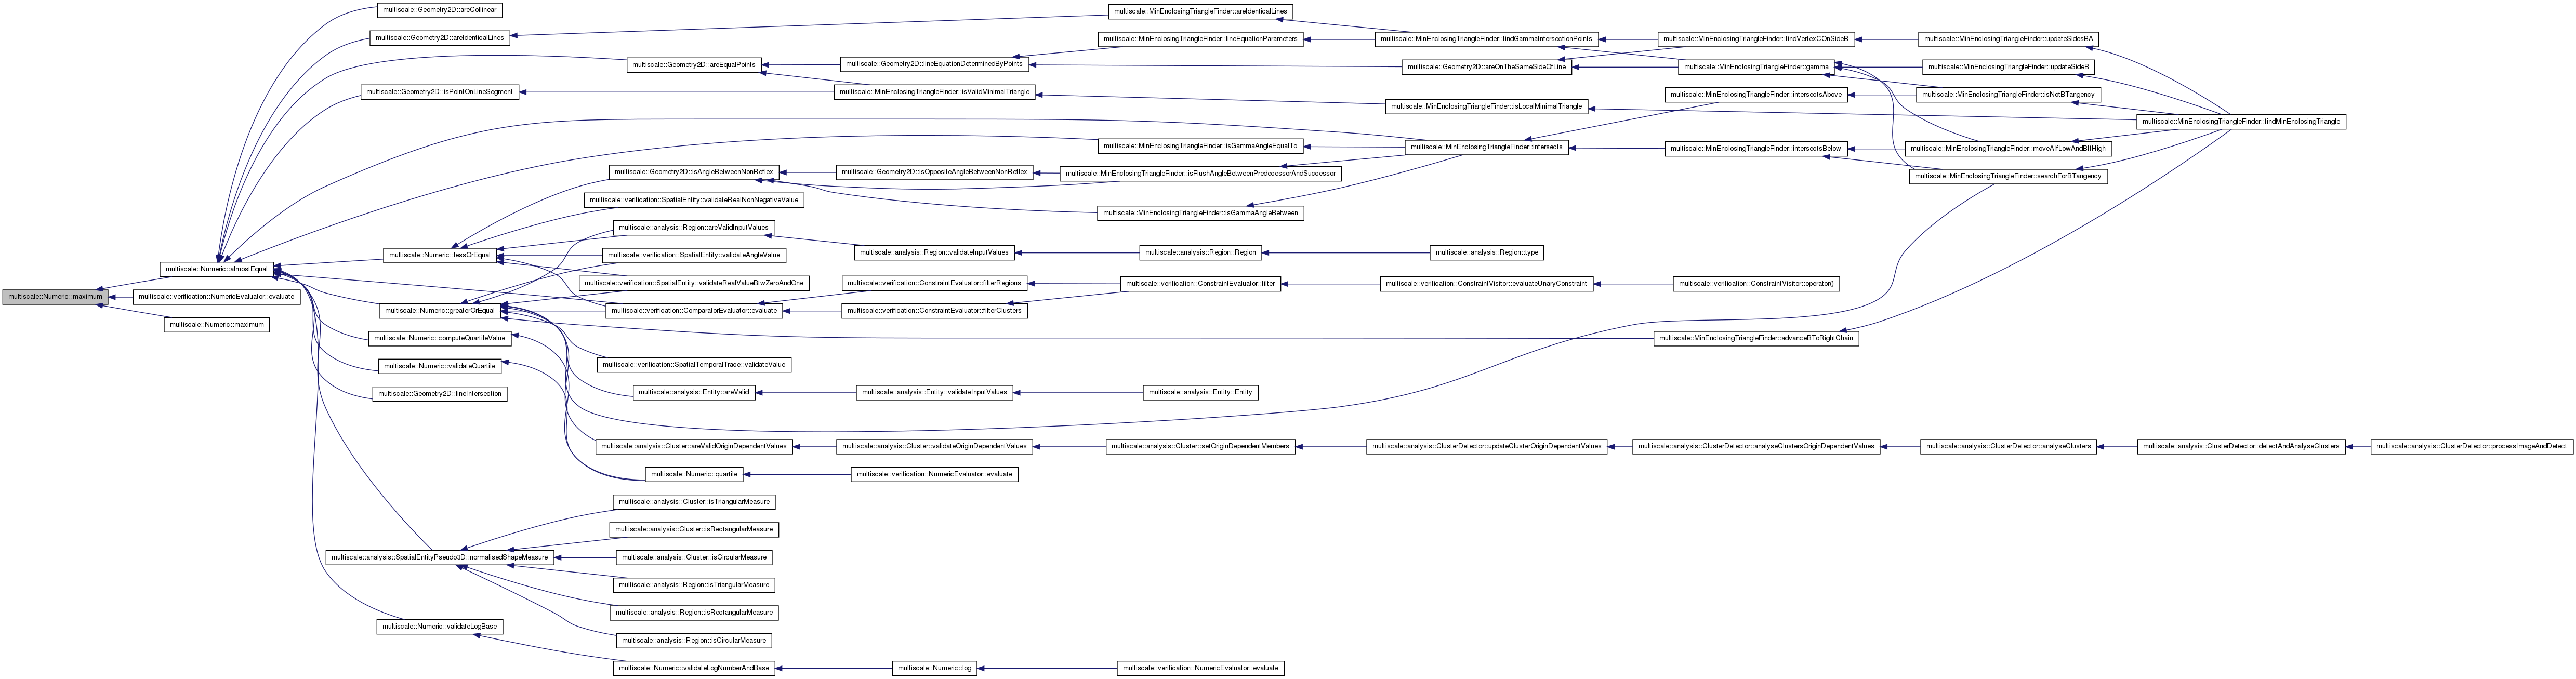 multiscale::Geometry2D::areCollinear
multiscale::MinEnclosingTriangleFinder::areIdenticalLines
multiscale::Geometry2D::areIdenticalLines
multiscale::MinEnclosingTriangleFinder::lineEquationParameters
multiscale::MinEnclosingTriangleFinder::findGammaIntersectionPoints
multiscale::MinEnclosingTriangleFinder::findVertexCOnSideB
multiscale::MinEnclosingTriangleFinder::updateSidesBA
multiscale::Geometry2D::areEqualPoints
multiscale::Geometry2D::lineEquationDeterminedByPoints
multiscale::Geometry2D::areOnTheSameSideOfLine
multiscale::MinEnclosingTriangleFinder::gamma
multiscale::MinEnclosingTriangleFinder::updateSideB
multiscale::Geometry2D::isPointOnLineSegment
multiscale::MinEnclosingTriangleFinder::isValidMinimalTriangle
multiscale::MinEnclosingTriangleFinder::isLocalMinimalTriangle
multiscale::MinEnclosingTriangleFinder::intersectsAbove
multiscale::MinEnclosingTriangleFinder::isNotBTangency
multiscale::MinEnclosingTriangleFinder::findMinEnclosingTriangle
multiscale::MinEnclosingTriangleFinder::isGammaAngleEqualTo
multiscale::MinEnclosingTriangleFinder::intersects
multiscale::MinEnclosingTriangleFinder::intersectsBelow
multiscale::MinEnclosingTriangleFinder::moveAIfLowAndBIfHigh
multiscale::Geometry2D::isAngleBetweenNonReflex
multiscale::Geometry2D::isOppositeAngleBetweenNonReflex
multiscale::MinEnclosingTriangleFinder::isFlushAngleBetweenPredecessorAndSuccessor
multiscale::MinEnclosingTriangleFinder::searchForBTangency
multiscale::verification::SpatialEntity::validateRealNonNegativeValue
multiscale::MinEnclosingTriangleFinder::isGammaAngleBetween
multiscale::analysis::Region::areValidInputValues
multiscale::Numeric::lessOrEqual
multiscale::verification::SpatialEntity::validateAngleValue
multiscale::analysis::Region::validateInputValues
multiscale::analysis::Region::Region
multiscale::analysis::Region::type
multiscale::Numeric::almostEqual
multiscale::verification::SpatialEntity::validateRealValueBtwZeroAndOne
multiscale::verification::ConstraintEvaluator::filterRegions
multiscale::verification::ConstraintEvaluator::filter
multiscale::verification::ConstraintVisitor::evaluateUnaryConstraint
multiscale::verification::ConstraintVisitor::operator()
multiscale::Numeric::maximum
multiscale::verification::NumericEvaluator::evaluate
multiscale::Numeric::greaterOrEqual
multiscale::verification::ComparatorEvaluator::evaluate
multiscale::verification::ConstraintEvaluator::filterClusters
multiscale::Numeric::maximum
multiscale::Numeric::computeQuartileValue
multiscale::MinEnclosingTriangleFinder::advanceBToRightChain
multiscale::Numeric::validateQuartile
multiscale::verification::SpatialTemporalTrace::validateValue
multiscale::Geometry2D::lineIntersection
multiscale::analysis::Entity::areValid
multiscale::analysis::Entity::validateInputValues
multiscale::analysis::Entity::Entity
multiscale::analysis::Cluster::areValidOriginDependentValues
multiscale::analysis::Cluster::validateOriginDependentValues
multiscale::analysis::Cluster::setOriginDependentMembers
multiscale::analysis::ClusterDetector::updateClusterOriginDependentValues
multiscale::analysis::ClusterDetector::analyseClustersOriginDependentValues
multiscale::analysis::ClusterDetector::analyseClusters
multiscale::analysis::ClusterDetector::detectAndAnalyseClusters
multiscale::analysis::ClusterDetector::processImageAndDetect
multiscale::Numeric::quartile
multiscale::verification::NumericEvaluator::evaluate
multiscale::analysis::Cluster::isTriangularMeasure
multiscale::analysis::Cluster::isRectangularMeasure
multiscale::analysis::SpatialEntityPseudo3D::normalisedShapeMeasure
multiscale::analysis::Cluster::isCircularMeasure
multiscale::analysis::Region::isTriangularMeasure
multiscale::analysis::Region::isRectangularMeasure
multiscale::Numeric::validateLogBase
multiscale::analysis::Region::isCircularMeasure
multiscale::Numeric::validateLogNumberAndBase
multiscale::Numeric::log
multiscale::verification::NumericEvaluator::evaluate